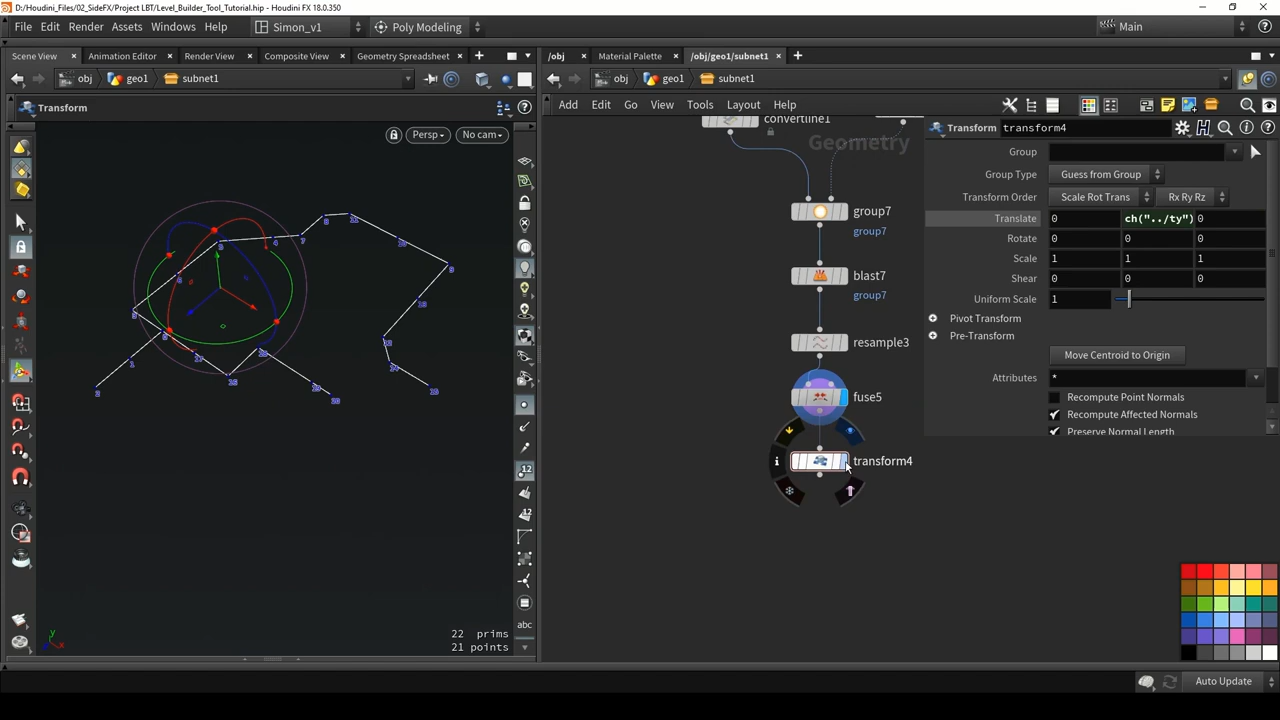 D:/Houdini_Files/02_SideFX/Project LBT/Level_Builder_Tool_Tutorial.hip - Houdini FX 18.0.350
File Edit Render Assets Windows Help Simon_v1 Poly Modeling Main
Scene View Animation Editor Render View Composite View Geometry Spreadsheet
obj geo1 subnet1
Transform
Persp No cam
22 prims
21 points
abc
12
12
/obj Material Palette /obj/geo1/subnet1
obj geo1 subnet1
Add Edit Go View Tools Layout Help
convertline1
Geometry
group7
group7
blast7
group7
resample3
fuse5
transform4
Transform transform4
Group
Group Type Guess from Group
Transform Order Scale Rot Trans Rx Ry Rz
Translate 0 ch("../ty") 0
Rotate 0 0 0
Scale 1 1 1
Shear 0 0 0
Uniform Scale 1
Pivot Transform
Pre-Transform
Move Centroid to Origin
Attributes *
Recompute Point Normals
Recompute Affected Normals
Preserve Normal Length
Auto Update